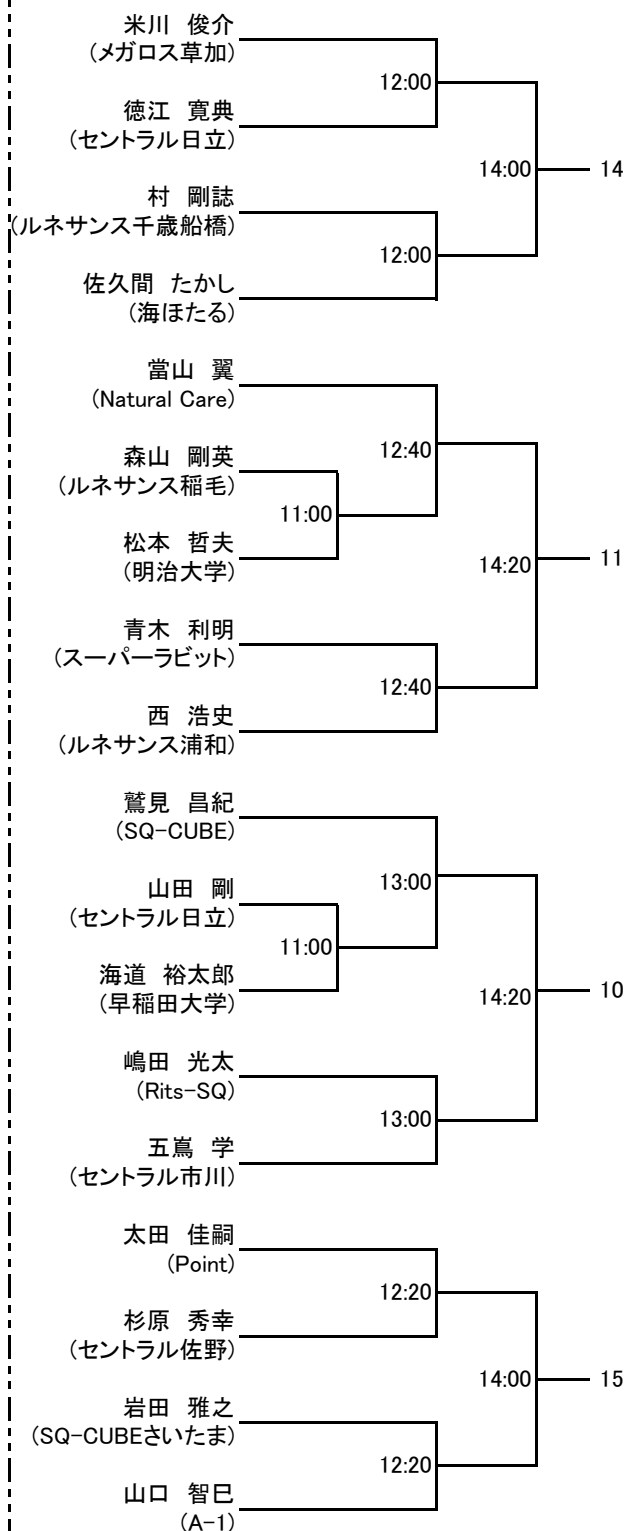 米川 俊介
(メガロス草加)
12:00
徳江 寛典
(セントラル日立)
14:00
14
村 剛誌
(ルネサンス千歳船橋)
12:00
佐久間 たかし
(海ほたる)
當山 翼
(Natural Care)
12:40
森山 剛英
(ルネサンス稲毛)
11:00
松本 哲夫
(明治大学)
14:20
11
青木 利明
(スーパーラビット)
12:40
西 浩史
(ルネサンス浦和)
鷲見 昌紀
(SQ-CUBE)
13:00
山田 剛
(セントラル日立)
11:00
海道 裕太郎
(早稲田大学)
14:20
10
嶋田 光太
(Rits-SQ)
13:00
五嶌 学
(セントラル市川)
太田 佳嗣
(Point)
12:20
杉原 秀幸
(セントラル佐野)
14:00
15
岩田 雅之
(SQ-CUBEさいたま)
12:20
山口 智巳
(A-1)